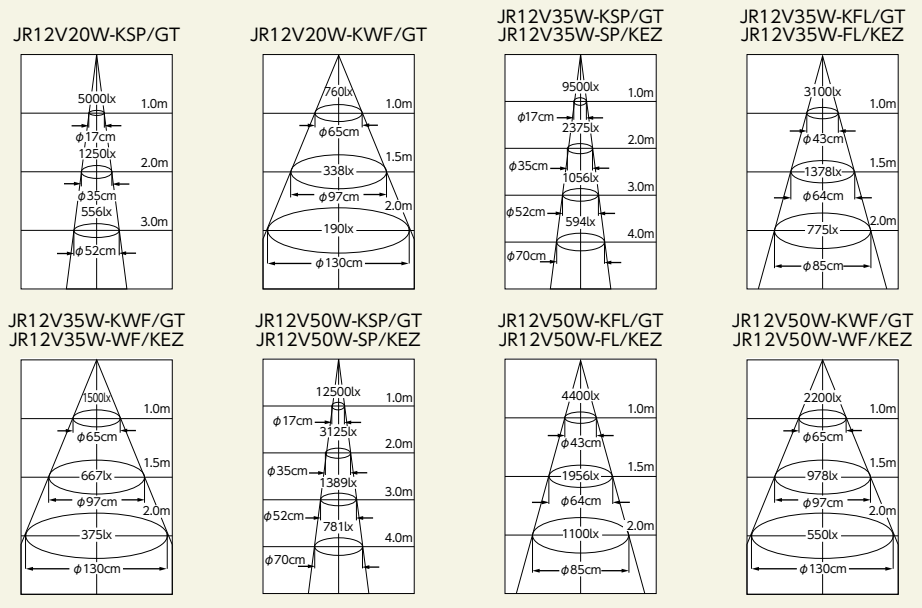 JR12V20W-KSP/GT
5000lx
1.0m
φ17cm
1250lx
2.0m
φ35cm
556lx
3.0m
φ52cm
JR12V20W-KWF/GT
760lx
1.0m
φ65cm
1.5m
338lx
φ97cm
2.0m
190lx
φ130cm
JR12V35W-KSP/GT
JR12V35W-SP/KEZ
9500lx
1.0m
φ17cm
2375lx
2.0m
φ35cm
1056lx
3.0m
φ52cm
594lx
4.0m
φ70cm
JR12V35W-KFL/GT
JR12V35W-FL/KEZ
3100lx
1.0m
φ43cm
1.5m
1378lx
φ64cm
2.0m
775lx
φ85cm
JR12V35W-KWF/GT
JR12V35W-WF/KEZ
1500lx
1.0m
φ65cm
1.5m
667lx
φ97cm
2.0m
375lx
φ130cm
JR12V50W-KSP/GT
JR12V50W-SP/KEZ
12500lx
1.0m
φ17cm
3125lx
2.0m
φ35cm
1389lx
3.0m
φ52cm
781lx
4.0m
φ70cm
JR12V50W-KFL/GT
JR12V50W-FL/KEZ
4400lx
1.0m
φ43cm
1.5m
1956lx
φ64cm
2.0m
1100lx
φ85cm
JR12V50W-KWF/GT
JR12V50W-WF/KEZ
2200lx
1.0m
φ65cm
1.5m
978lx
φ97cm
2.0m
550lx
φ130cm